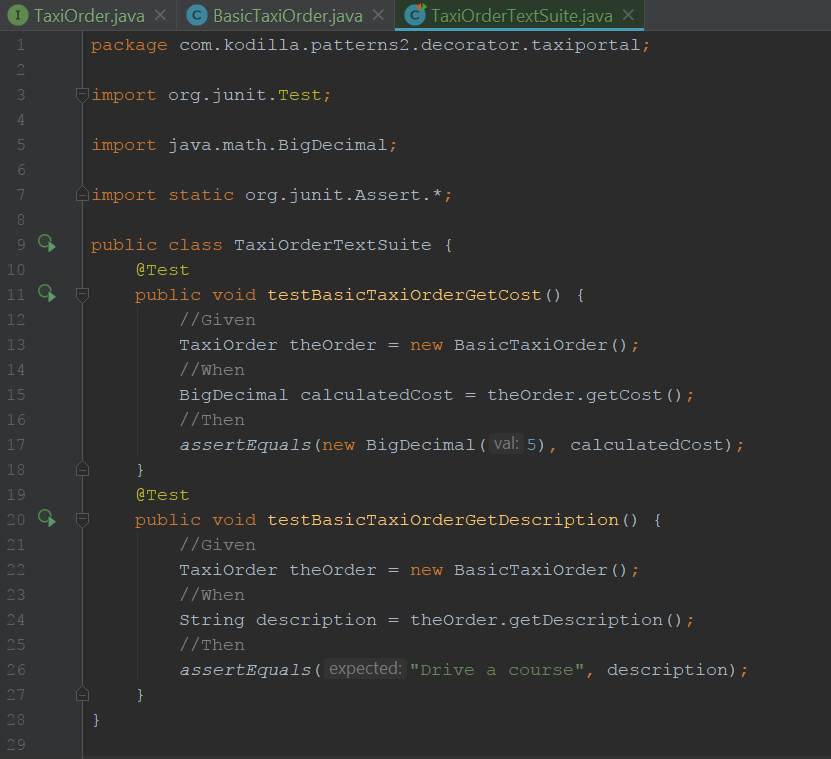 I TaxiOrder.java × C BasicTaxiOrder.java × C TaxiOrderTextSuite.java ×
1 package com.kodilla.patterns2.decorator.taxiportal;
2
3 import org.junit.Test;
4
5 import java.math.BigDecimal;
6
7 import static org.junit.Assert.*;
8
9 public class TaxiOrderTextSuite {
10     @Test
11     public void testBasicTaxiOrderGetCost() {
12         //Given
13         TaxiOrder theOrder = new BasicTaxiOrder();
14         //When
15         BigDecimal calculatedCost = theOrder.getCost();
16         //Then
17         assertEquals(new BigDecimal( val: 5), calculatedCost);
18     }
19     @Test
20     public void testBasicTaxiOrderGetDescription() {
21         //Given
22         TaxiOrder theOrder = new BasicTaxiOrder();
23         //When
24         String description = theOrder.getDescription();
25         //Then
26         assertEquals( expected: "Drive a course", description);
27     }
28 }
29